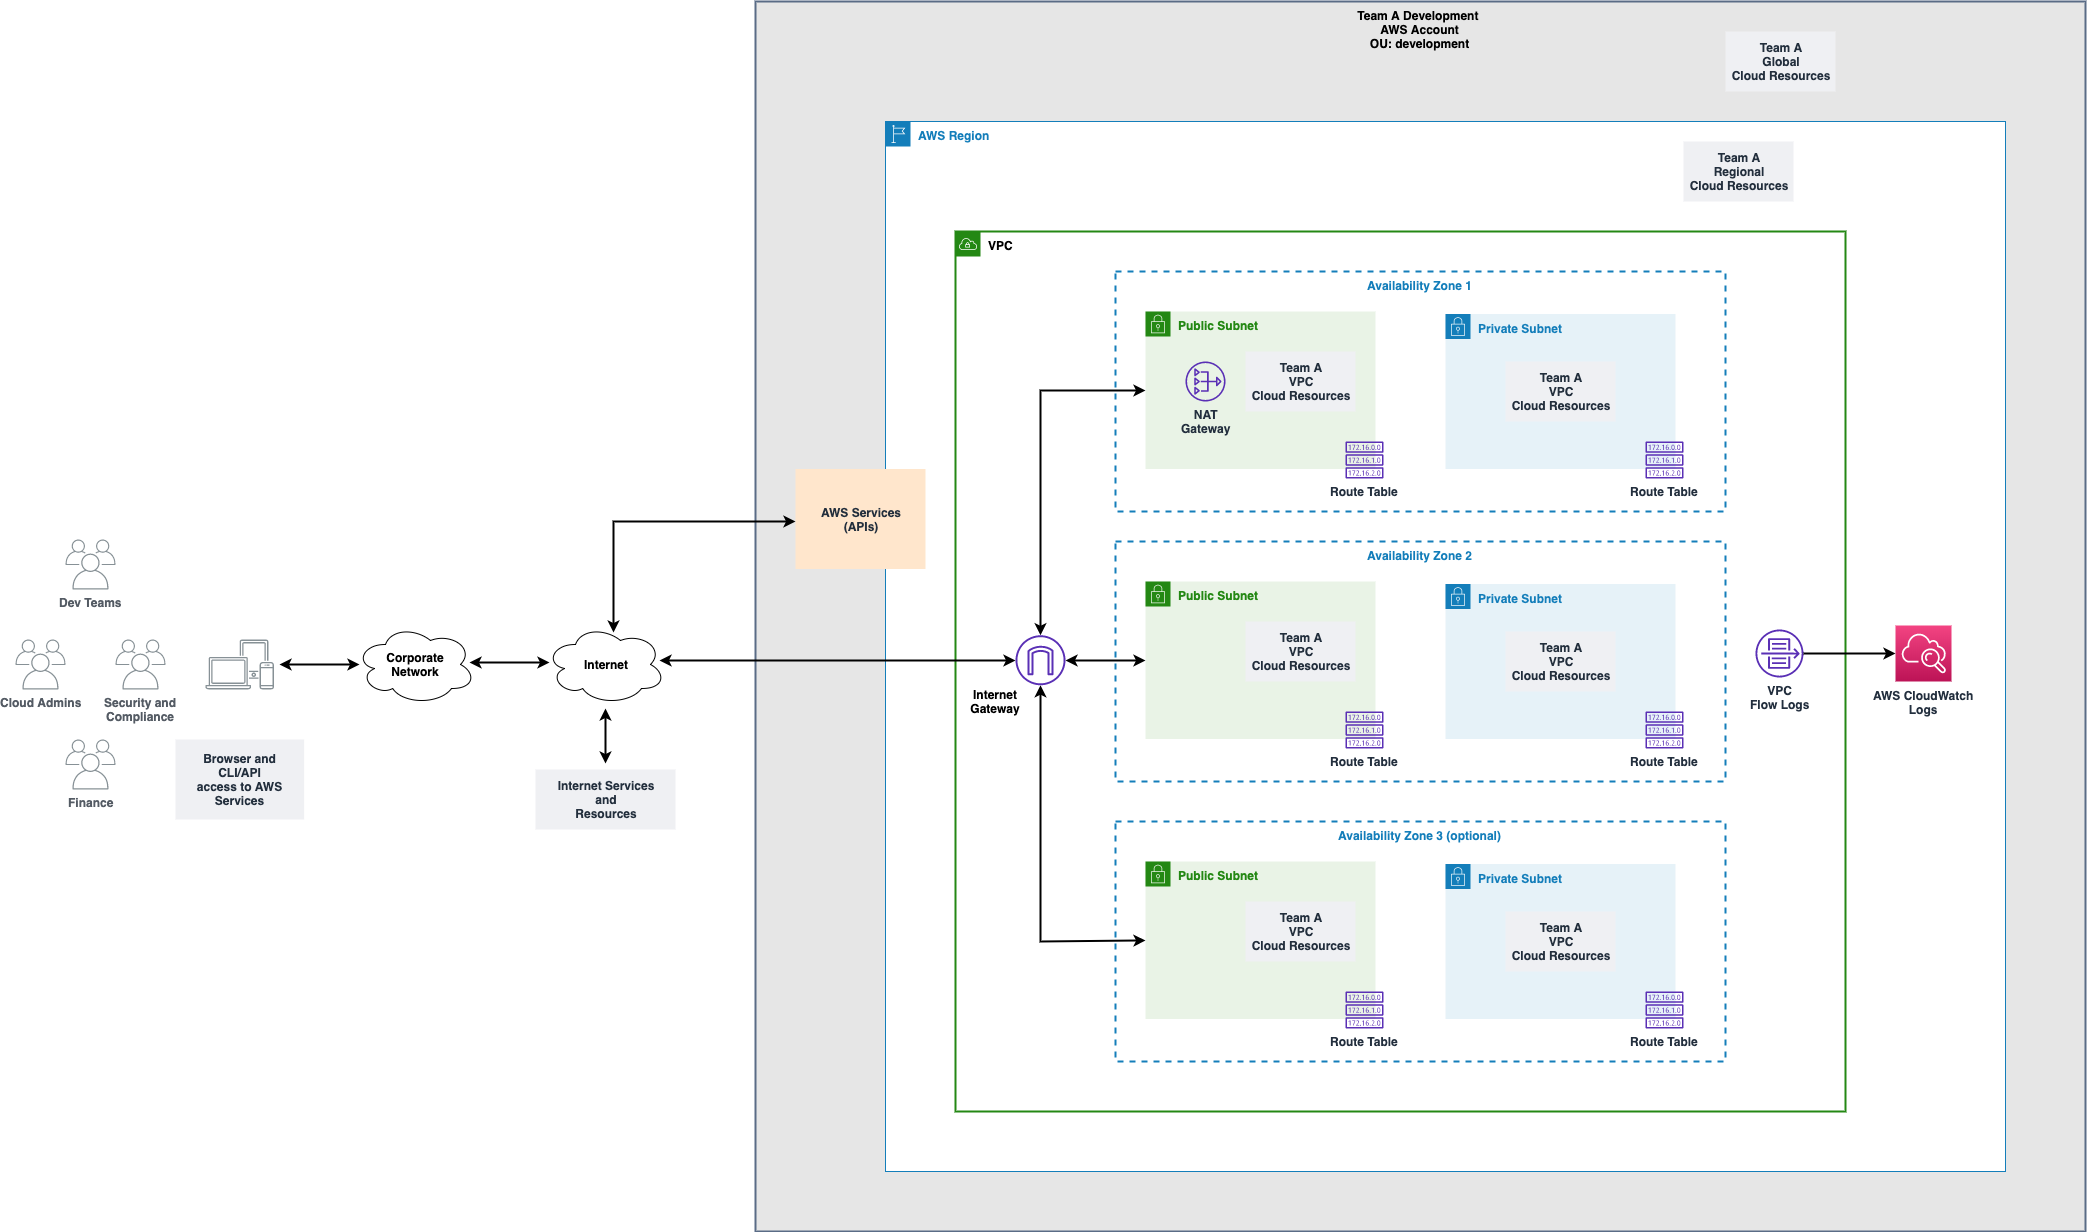 Team A Development
AWS Account
OU: development
Team A
Global
Cloud Resources
AWS Region
Team A
Regional
Cloud Resources
VPC
Availability Zone 1
Public Subnet
NAT
Gateway
Team A
VPC
Cloud Resources
172.16.0.0
172.16.1.0
172.16.2.0
Route Table
Private Subnet
Team A
VPC
Cloud Resources
172.16.0.0
172.16.1.0
172.16.2.0
Route Table
AWS Services
(APIs)
Availability Zone 2
Public Subnet
Team A
VPC
Cloud Resources
172.16.0.0
172.16.1.0
172.16.2.0
Route Table
Private Subnet
Team A
VPC
Cloud Resources
172.16.0.0
172.16.1.0
172.16.2.0
Route Table
Dev Teams
Cloud Admins
Security and
Compliance
Finance
Browser and
CLI/API
access to AWS
Services
Corporate
Network
Internet
Internet Services
and
Resources
Internet
Gateway
VPC
Flow Logs
AWS CloudWatch
Logs
Availability Zone 3 (optional)
Public Subnet
Team A
VPC
Cloud Resources
172.16.0.0
172.16.1.0
172.16.2.0
Route Table
Private Subnet
Team A
VPC
Cloud Resources
172.16.0.0
172.16.1.0
172.16.2.0
Route Table